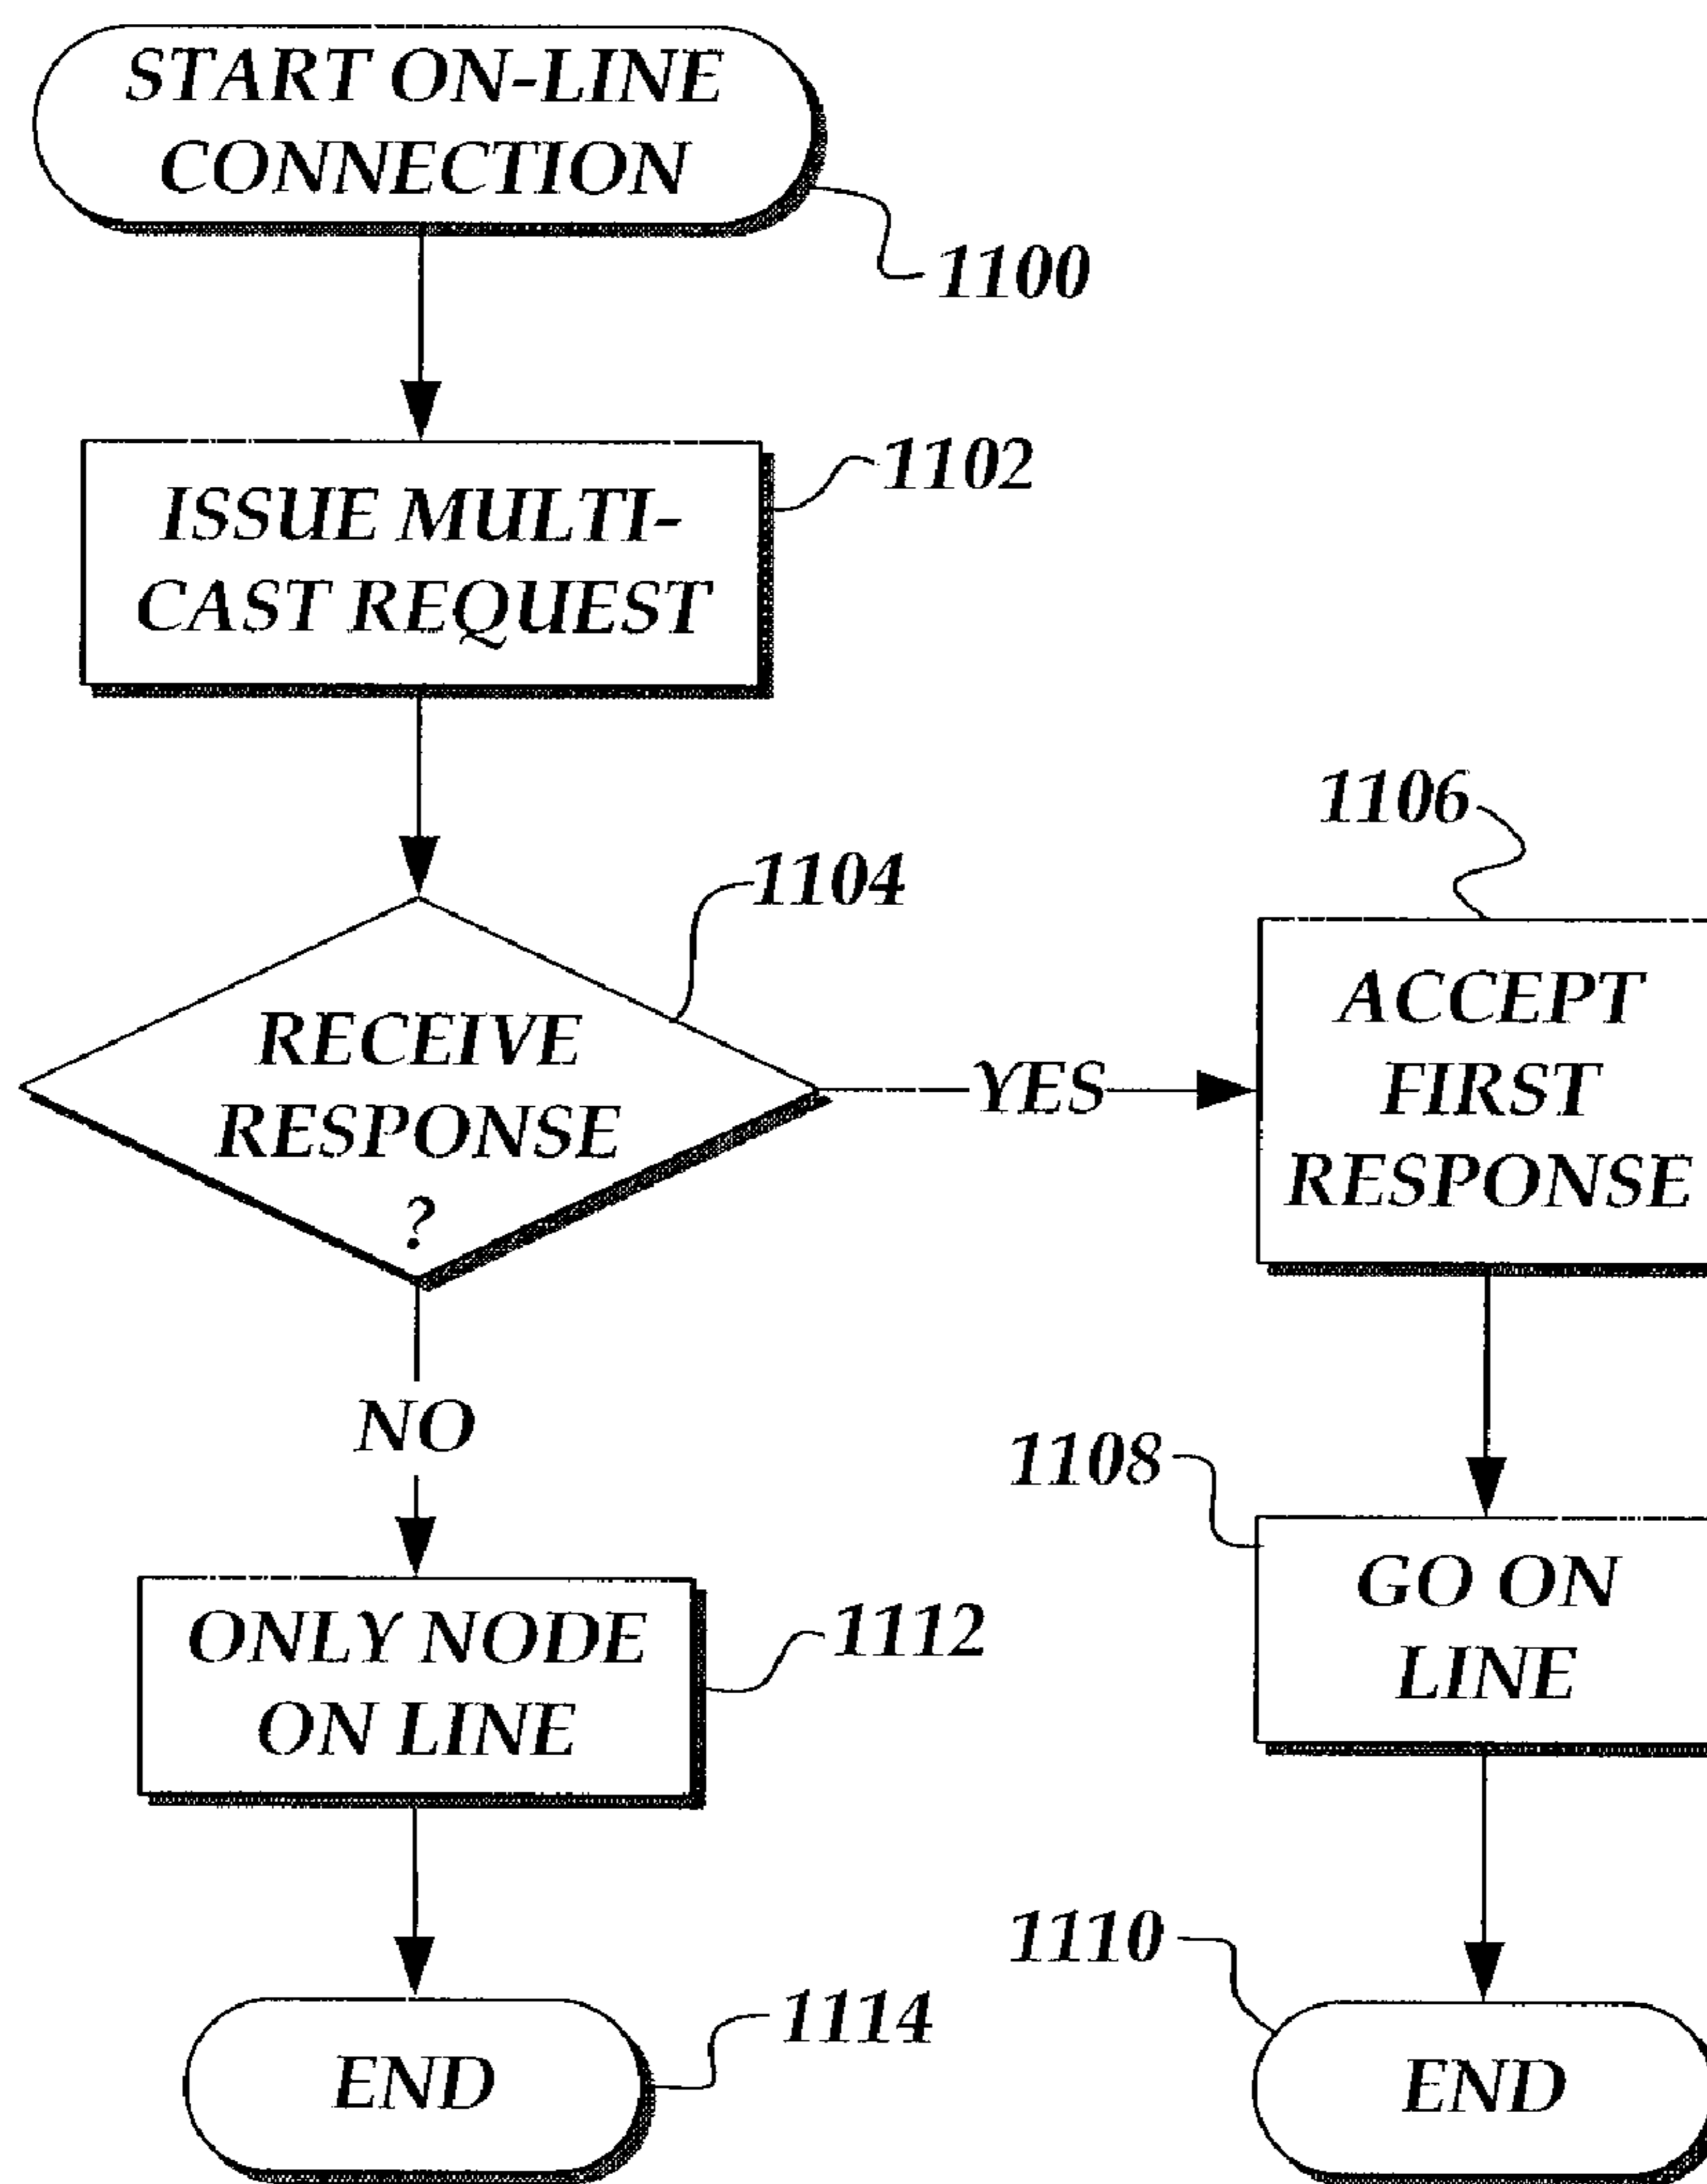 START ON-LINE
CONNECTION
1100
1102
ISSUE MULTI-
CAST REQUEST
1104
RECEIVE
RESPONSE
?
YES
1106
ACCEPT
FIRST
RESPONSE
NO
1108
GO ON
LINE
ONLY NODE
ON LINE
1112
1110
END
1114
END